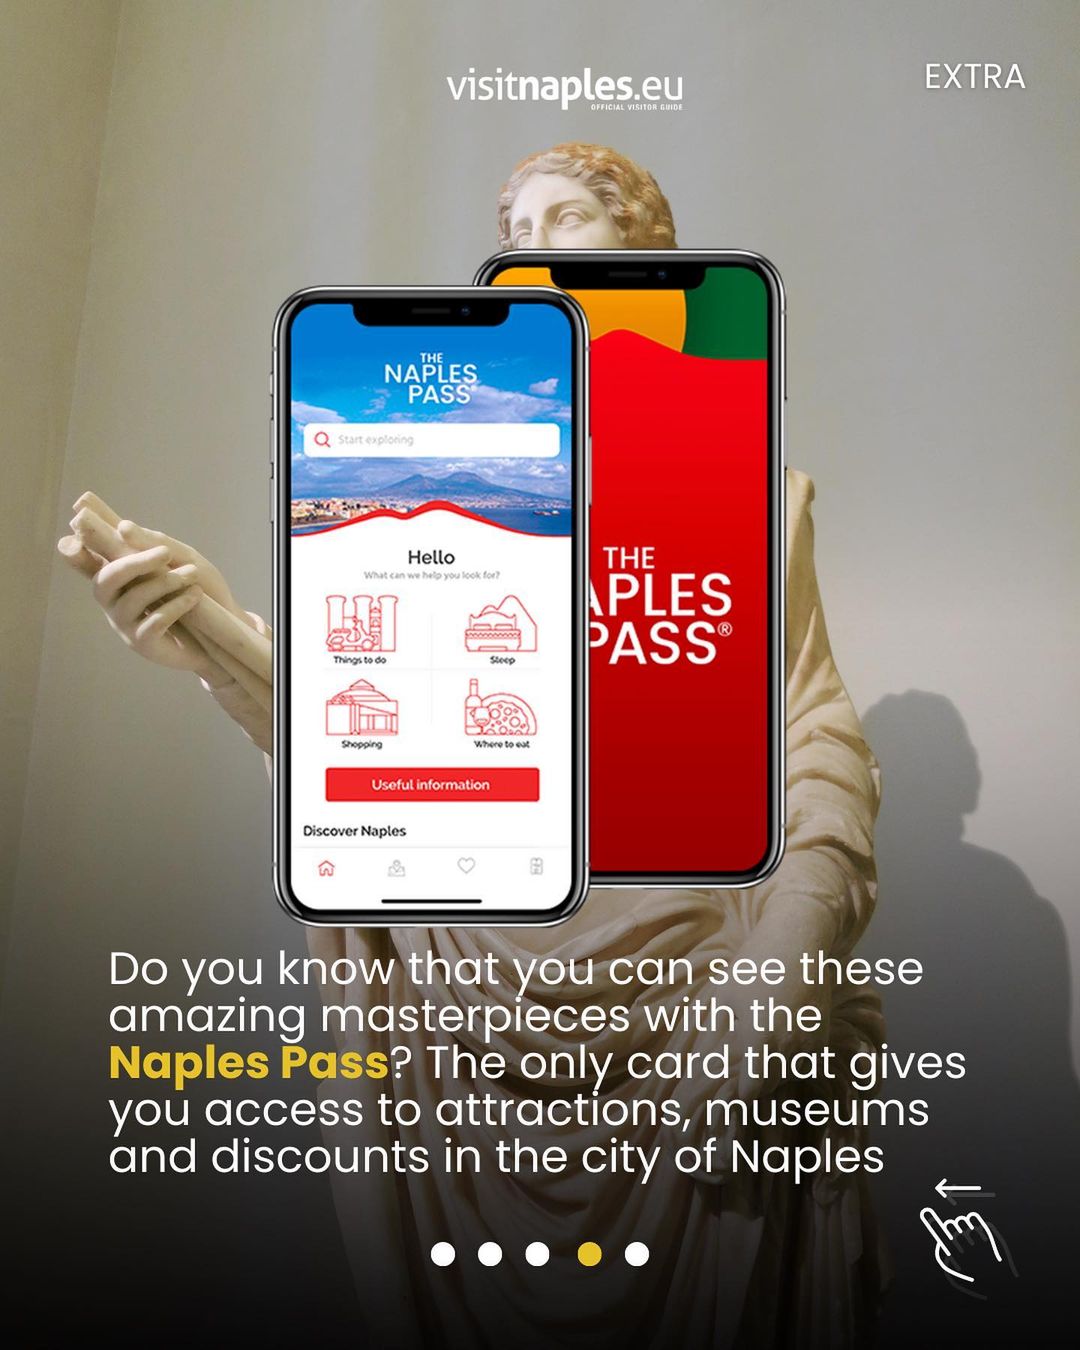 visitnaples.eu
OFFICIAL VISITOR GUIDE
EXTRA
THE
NAPLES
PASS®
Start exploring
Hello
What can we help you look for?
Things to do
Sleep
Shopping
Where to eat
Useful information
Discover Naples
THE
APLES
PASS®
Do you know that you can see these
amazing masterpieces with the
Naples Pass? The only card that gives
you access to attractions, museums
and discounts in the city of Naples